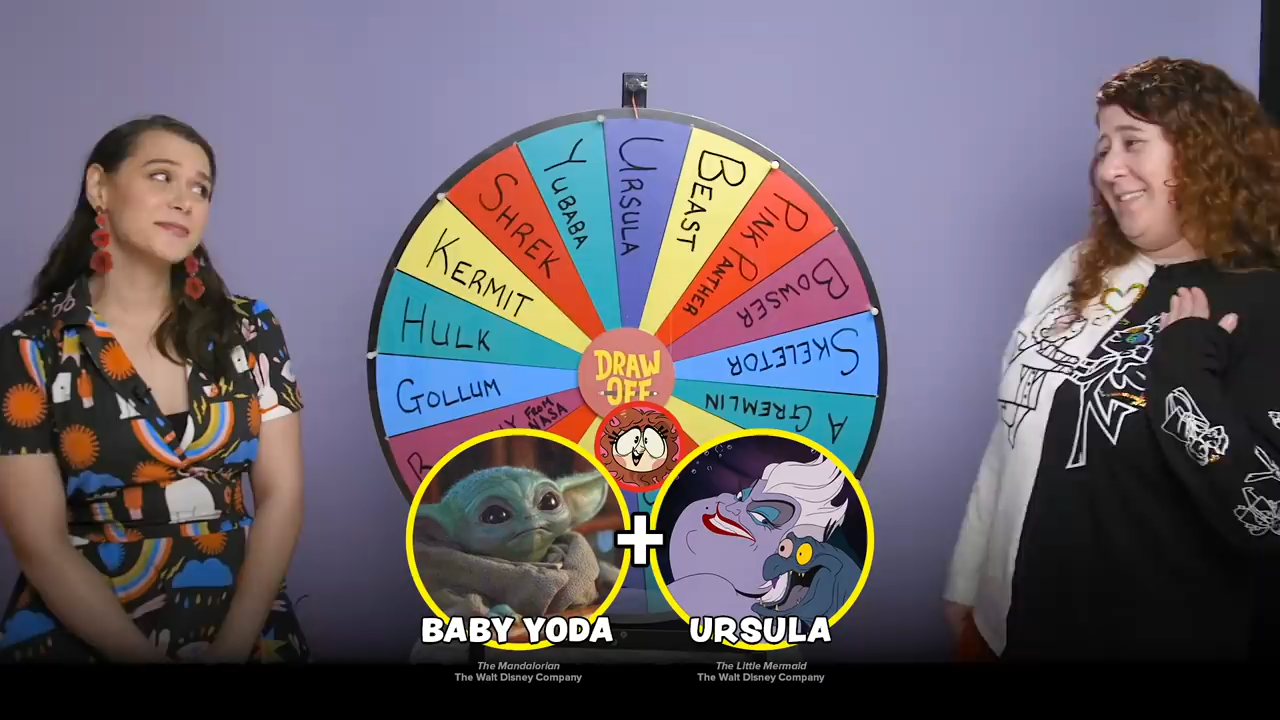 URSULA
BEAST
PINK PANTHER
BOWSER
SKELETOR
A GREMLIN
YUBABA
SHREK
KERMIT
HULK
GOLLUM
FROM
NASA
DRAW
OFF
BABY YODA
+
URSULA
The Mandalorian
The Walt Disney Company
The Little Mermaid
The Walt Disney Company